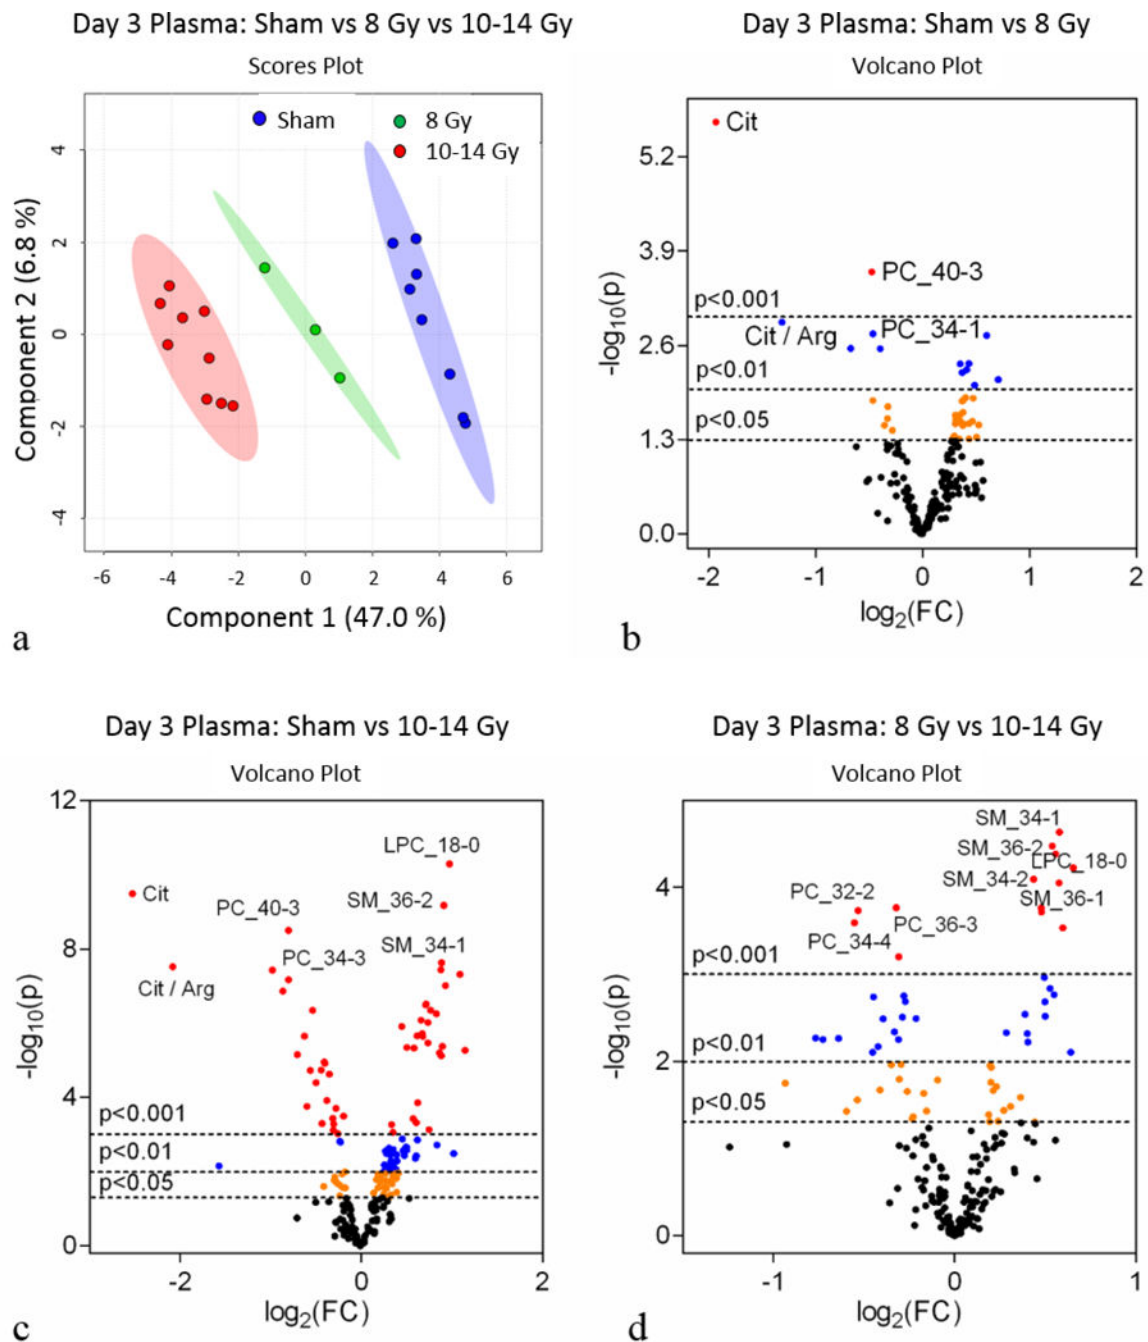 Day 3 Plasma: Sham vs 8 Gy vs 10-14 Gy
Scores Plot
Sham
8 Gy
10-14 Gy
Component 2 (6.8 %)
4
2
0
-2
-4
-6
-4
-2
0
2
4
6
Component 1 (47.0 %)
a
Day 3 Plasma: Sham vs 8 Gy
Volcano Plot
Cit
PC_40-3
p<0.001
Cit / Arg
PC_34-1
p<0.01
p<0.05
-log10(p)
5.2
3.9
2.6
1.3
0.0
-2
-1
0
1
2
log2(FC)
b
Day 3 Plasma: Sham vs 10-14 Gy
Volcano Plot
12
8
4
0
-log10(p)
LPC_18-0
Cit
SM_36-2
PC_40-3
SM_34-1
PC_34-3
Cit / Arg
p<0.001
p<0.01
p<0.05
-2
0
2
log2(FC)
c
Day 3 Plasma: 8 Gy vs 10-14 Gy
Volcano Plot
SM_34-1
SM_36-2
LPC_18-0
SM_34-2
SM_36-1
PC_32-2
PC_36-3
PC_34-4
p<0.001
p<0.01
p<0.05
-log10(p)
4
2
0
-1
0
1
log2(FC)
d